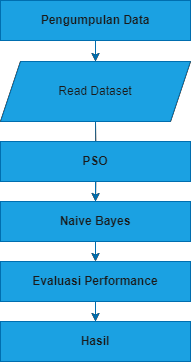 Pengumpulan Data
Read Dataset
PSO
Naive Bayes
Evaluasi Performance
Hasil